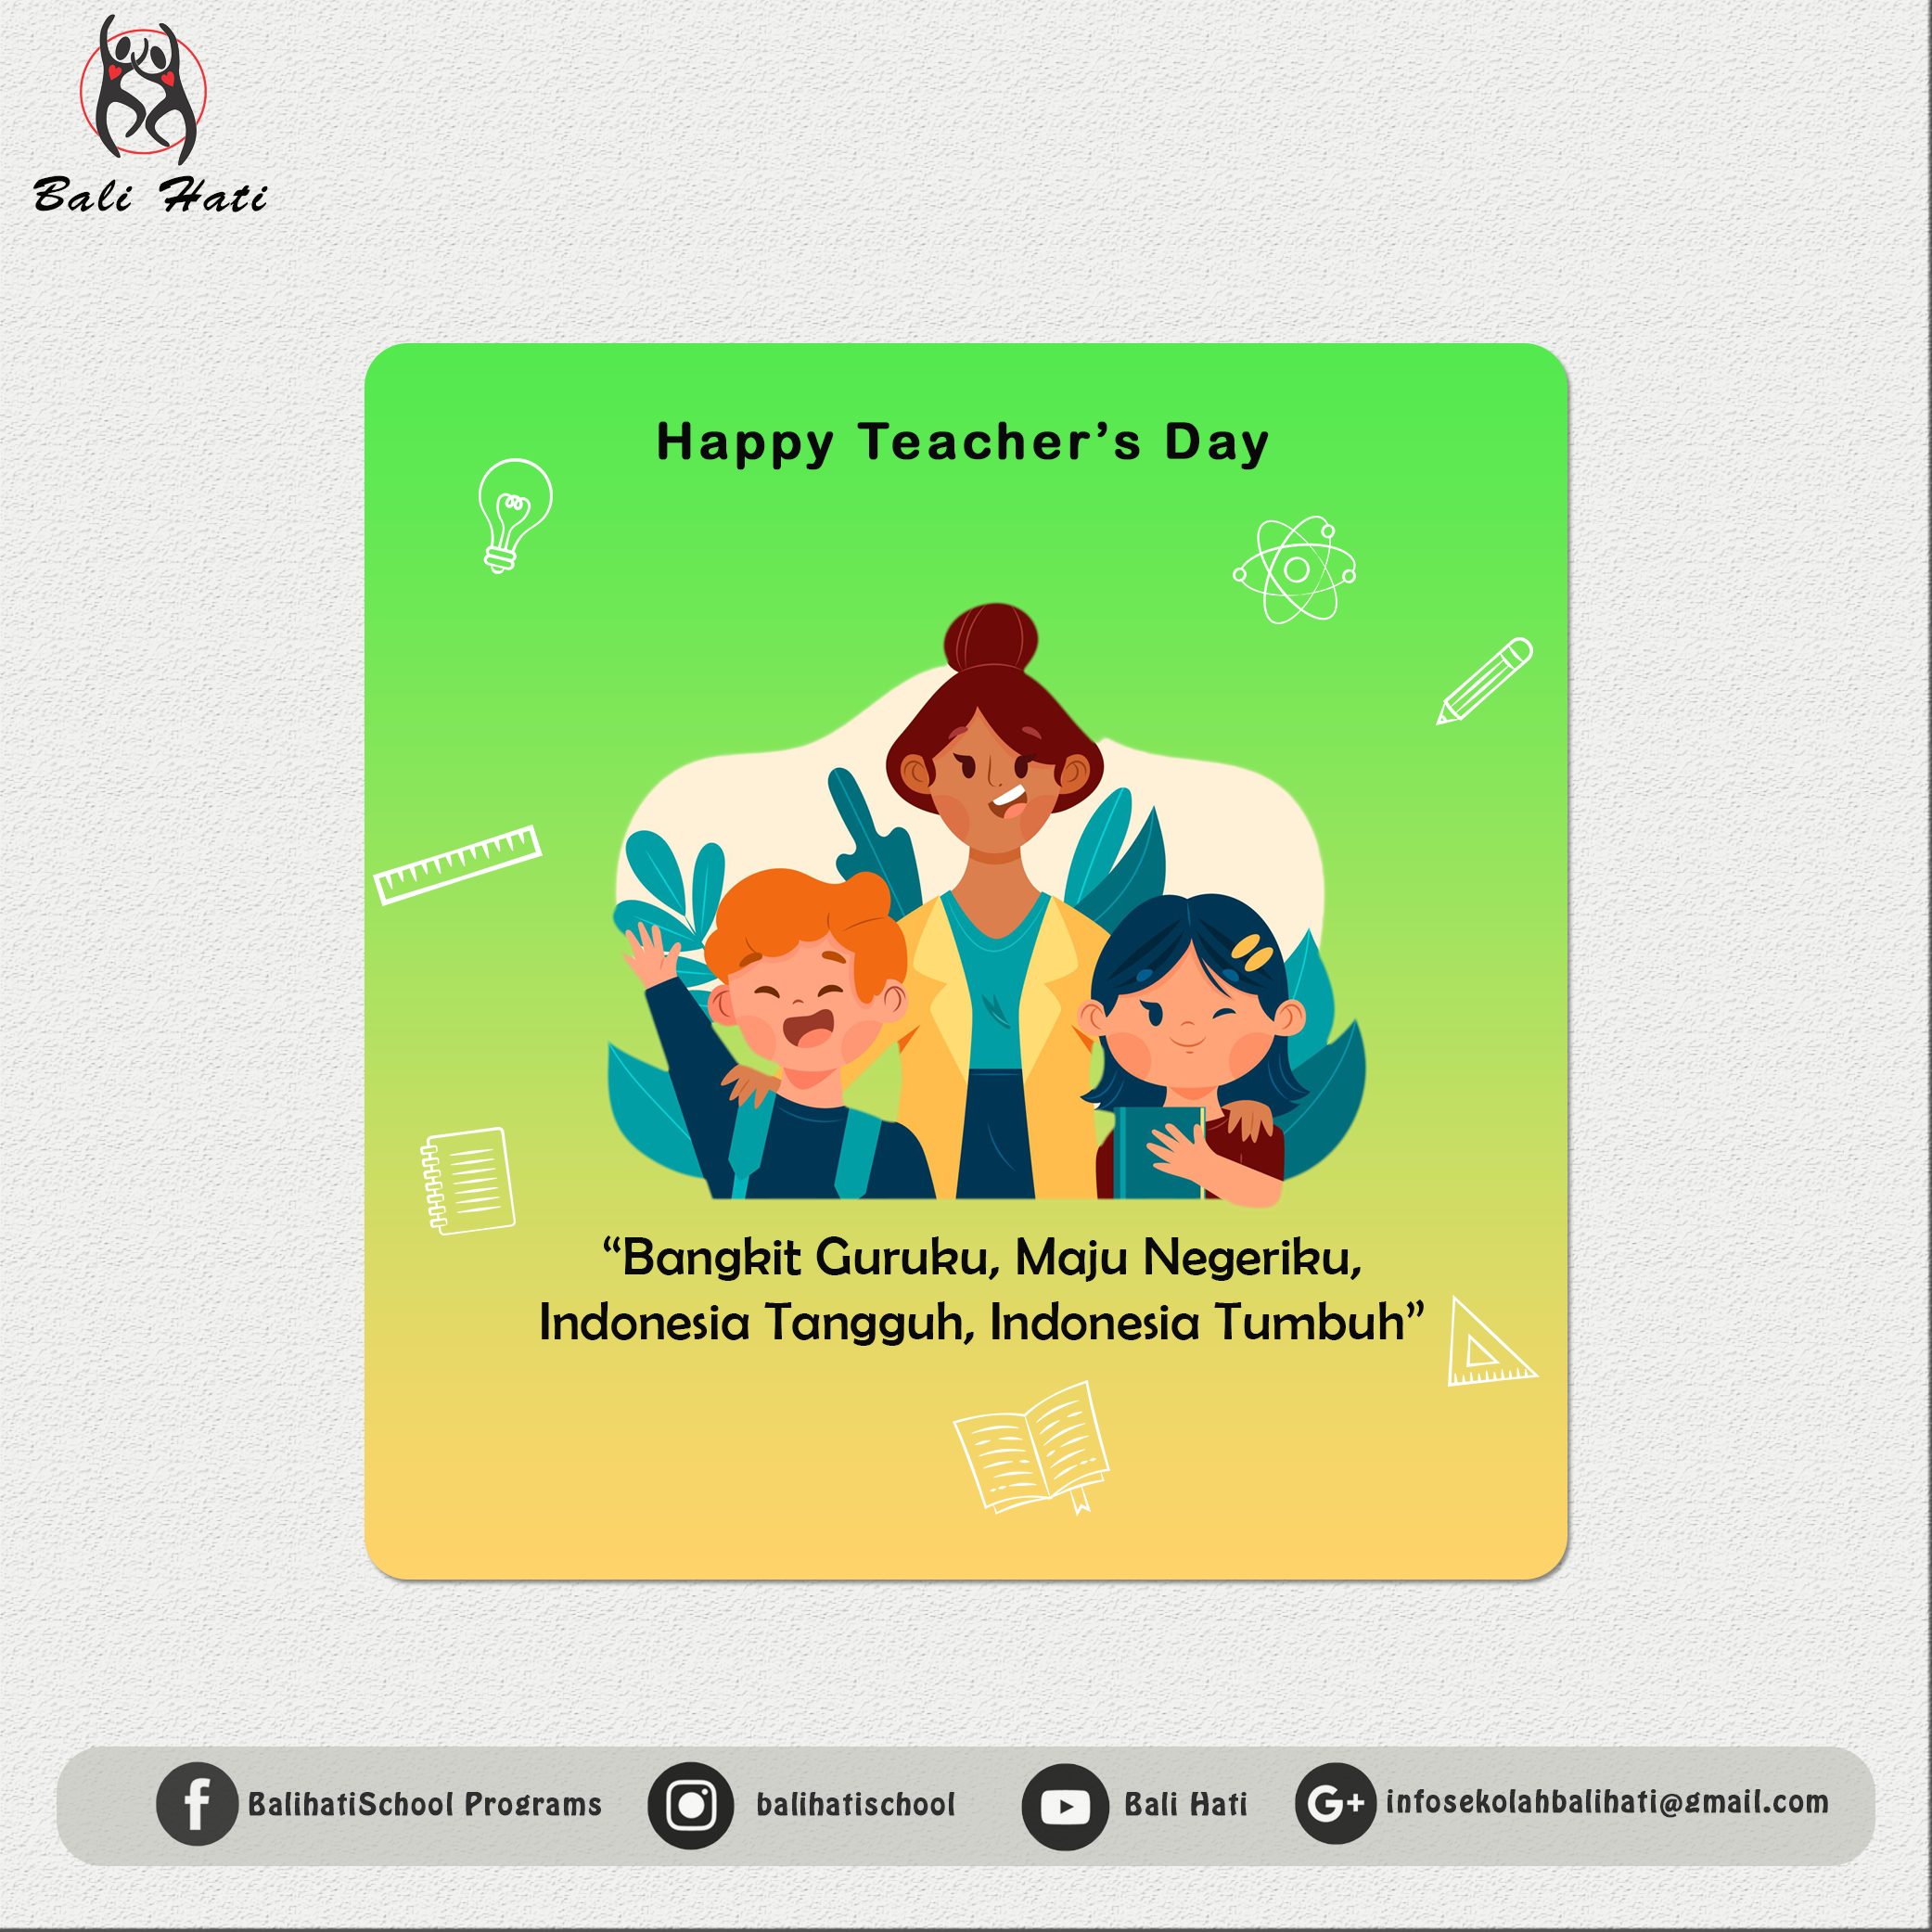 Bali Hati
Happy Teacher’s Day
“Bangkit Guruku, Maju Negeriku,
Indonesia Tangguh, Indonesia Tumbuh”
BalihatiSchool Programs
balihatischool
Bali Hati
G+ infosekolahbalihati@gmail.com